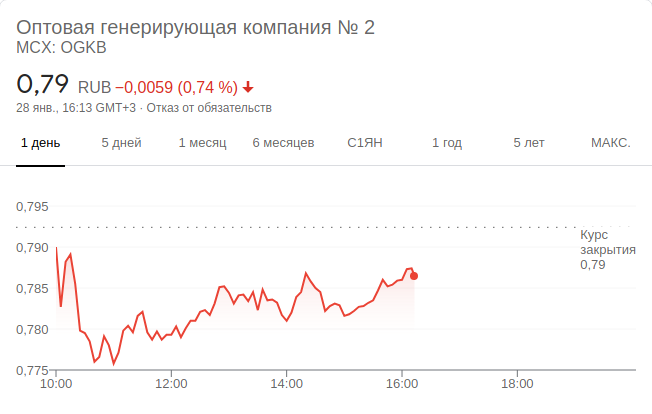 Оптовая генерирующая компания № 2
MCX: OGKB
0,79 RUB −0,0059 (0,74 %)
28 янв., 16:13 GMT+3 · Отказ от обязательств
1 день 5 дней 1 месяц 6 месяцев С1ЯН 1 год 5 лет МАКС.
0,795
Курс
закрытия
0,79
0,790
0,785
0,780
0,775
10:00 12:00 14:00 16:00 18:00